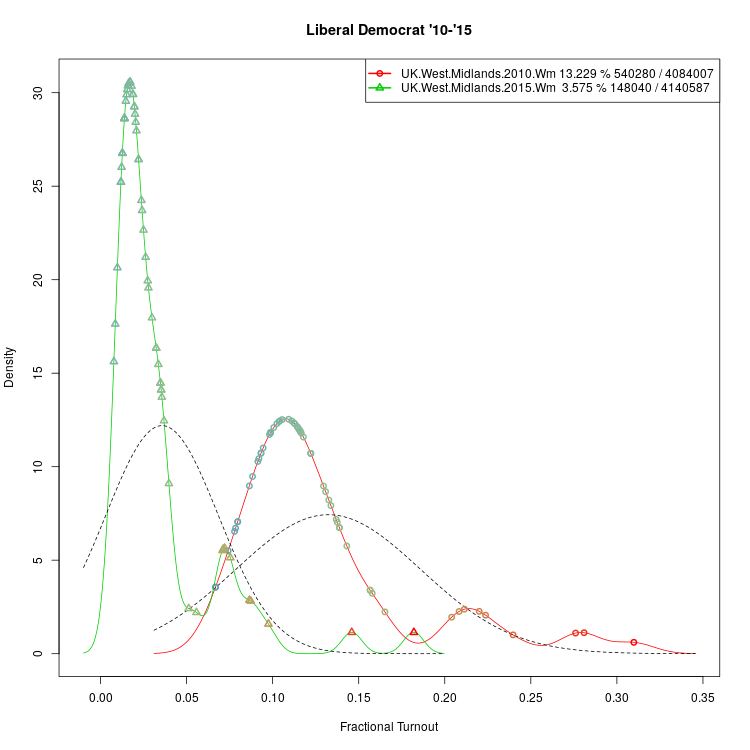 Liberal Democrat '10-'15
UK.West.Midlands.2010.Wm 13.229 % 540280 / 4084007
UK.West.Midlands.2015.Wm 3.575 % 148040 / 4140587
30
25
20
15
10
5
0
Density
0.00 0.05 0.10 0.15 0.20 0.25 0.30 0.35
Fractional Turnout